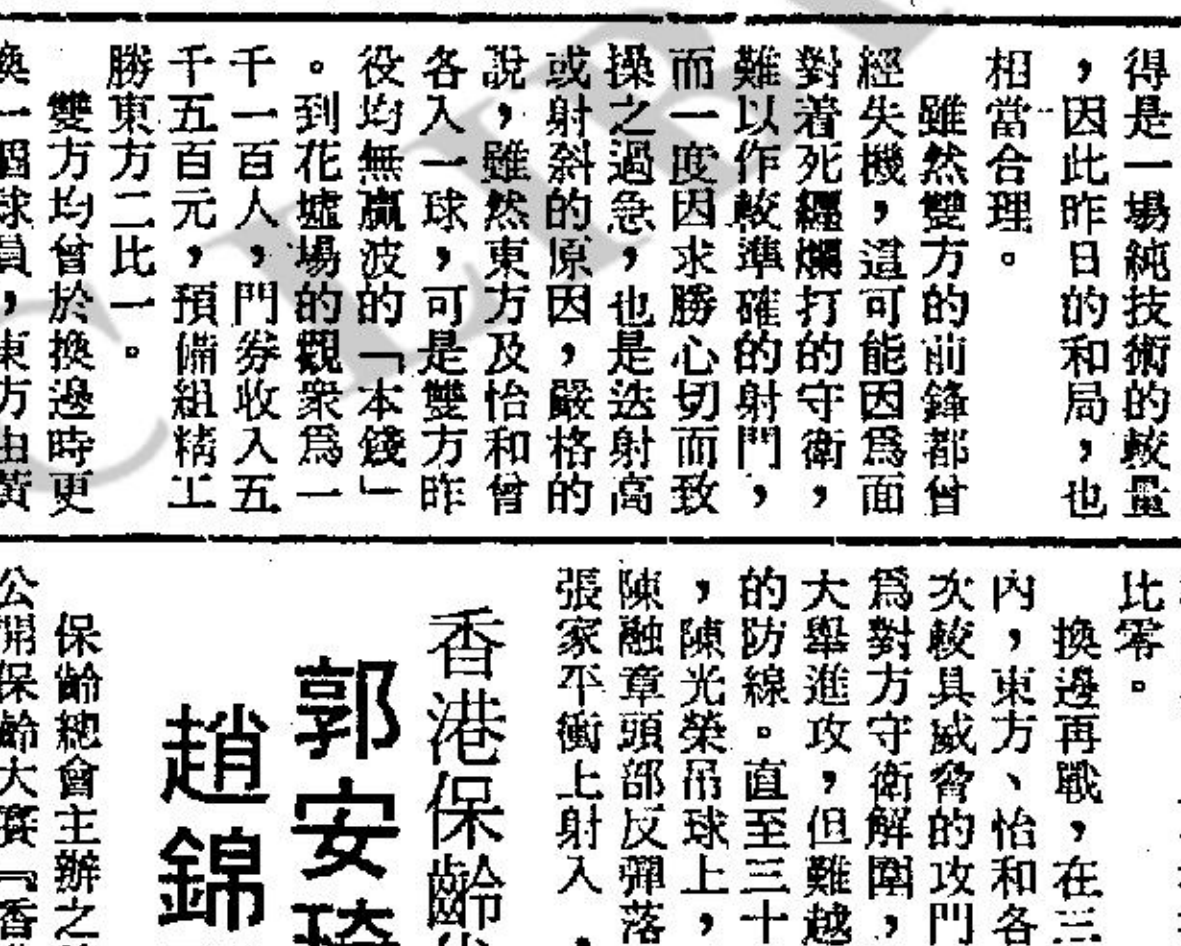 得是一場純技術的較量
，因此昨日的和局，也
相當合理。
雖然雙方的前鋒都曾
經失機，這可能因爲面
對着死纒爛打的守衛，
難以作較準確的射門，
而一度因求勝心切而致
操之過急，也是迭射高
或射斜的原因，嚴格的
說，雖然東方及怡和曾
各入一球，可是雙方昨
役均無贏波的「本錢」
。到花墟場的觀衆爲一
千一百人，門券收入五
千五百元，預備組精工
勝東方二比一。
雙方均曾於換邊時更
換一個球員，東方由黃
比零。
換邊再戰，在三
內，東方、怡和各
次較具威脅的攻門
爲對方守衛解圍，
大舉進攻，但難越
的防線。直至三十
，陳光榮吊球上，
陳融章頭部反彈落
張家平衝上射入，
香港保齡
郭安琦
趙錦
保齡總會主辦之
公開保齡大賽『香